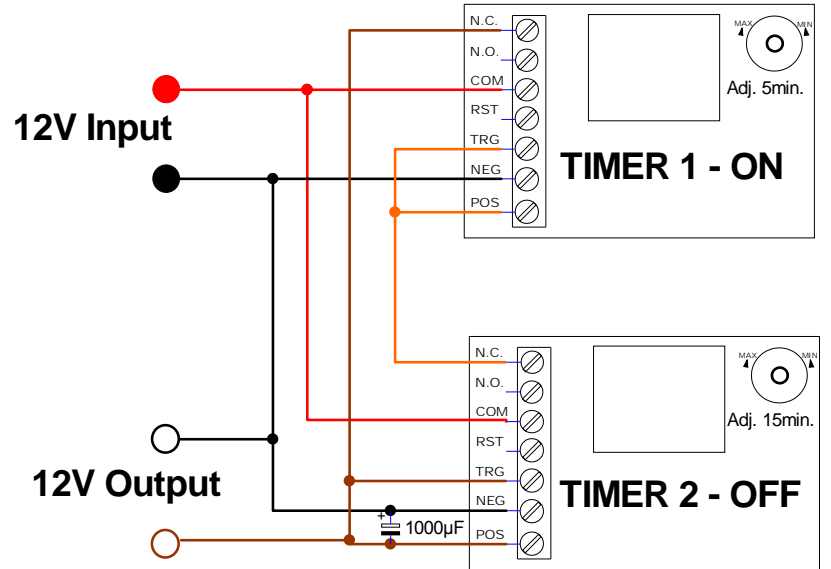 N.C.
N.O.
COM
RST
TRG
NEG
POS
MAX
MIN
Adj. 5min.
TIMER 1 - ON
12V Input
N.C.
N.O.
COM
RST
TRG
NEG
POS
MAX
MIN
Adj. 15min.
TIMER 2 - OFF
12V Output
+
1000µF